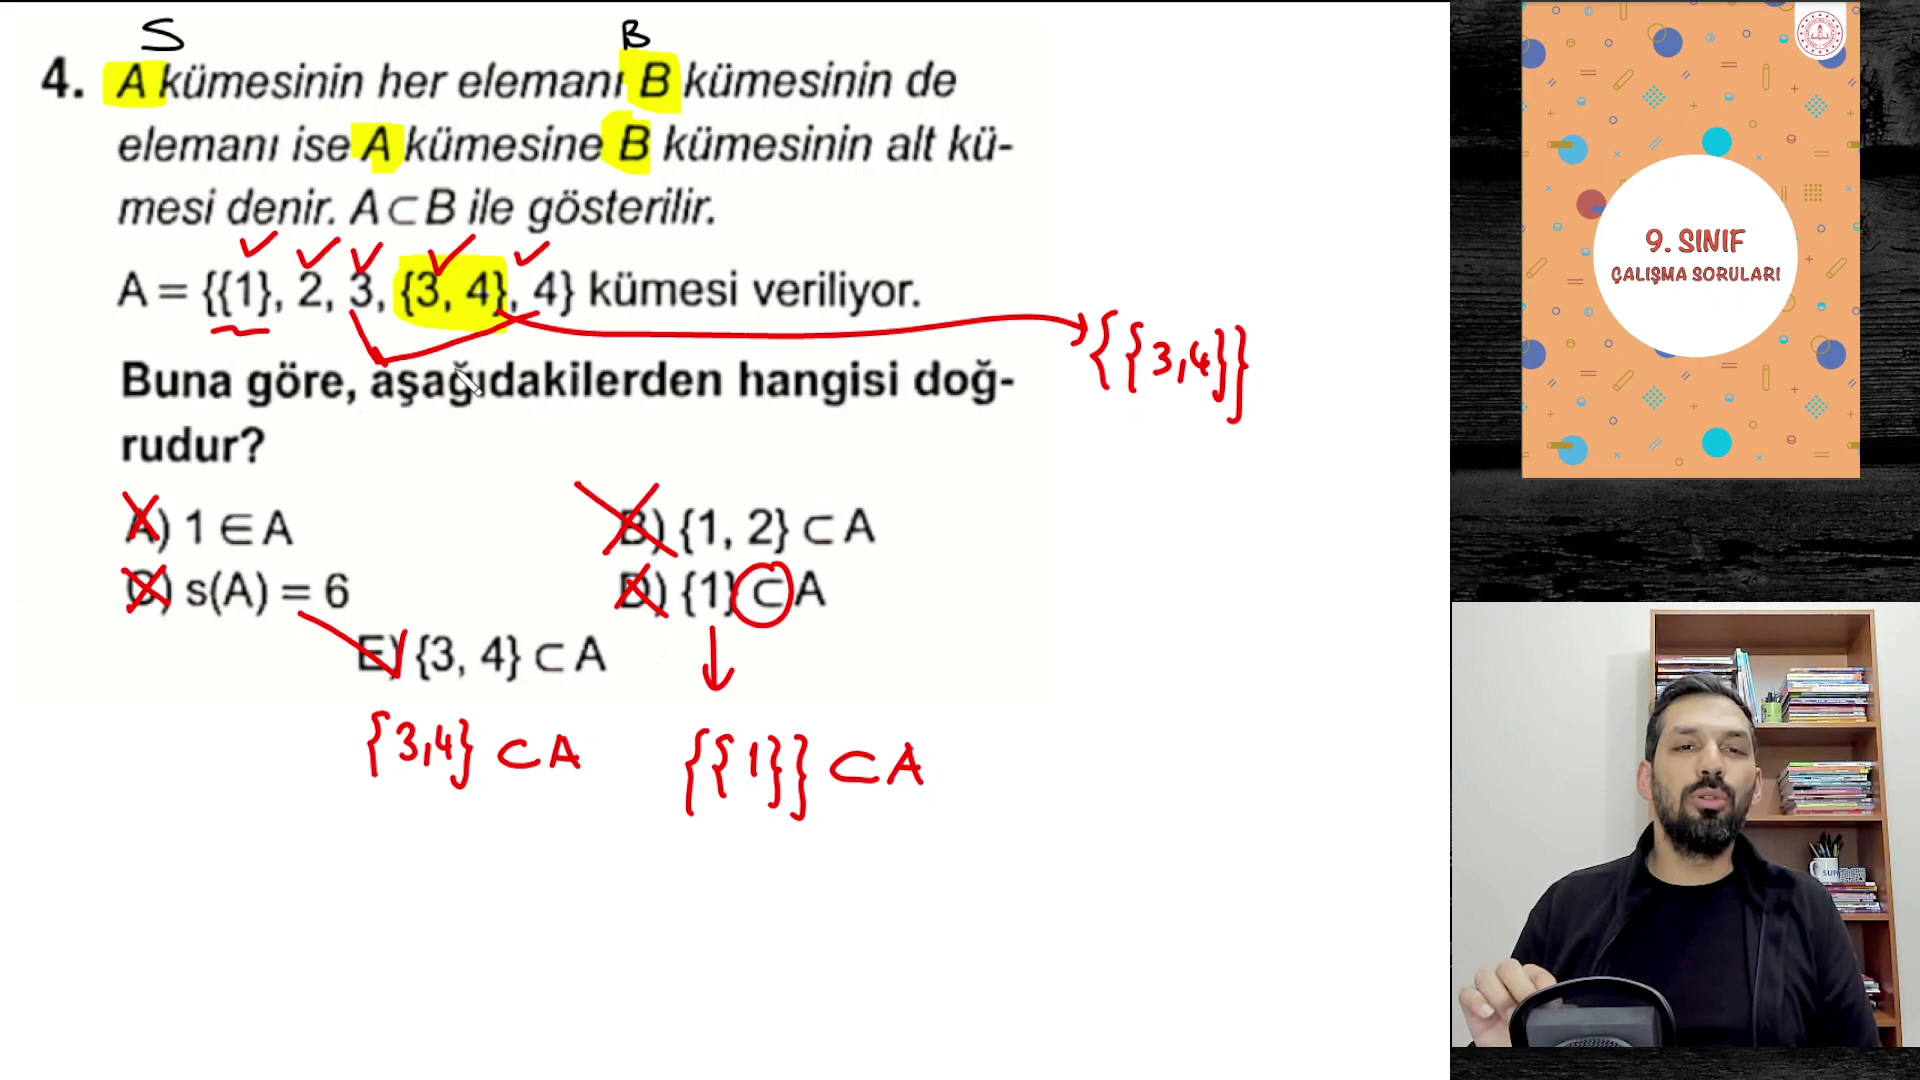 S B
4. A kümesinin her elemanı B kümesinin de
elemanı ise A kümesine B kümesinin alt kü-
mesi denir. A ⊂ B ile gösterilir.
A = {{1}, 2, 3, {3, 4}, 4} kümesi veriliyor.
{{3,4}}
Buna göre, aşağıdakilerden hangisi doğ-
rudur?
A) 1 ∈ A B) {1, 2} ⊂ A
C) s(A) = 6 D) {1} ⊂ A
E) {3, 4} ⊂ A
{3,4} ⊂ A {{1}} ⊂ A
9. SINIF
ÇALIŞMA SORULARI